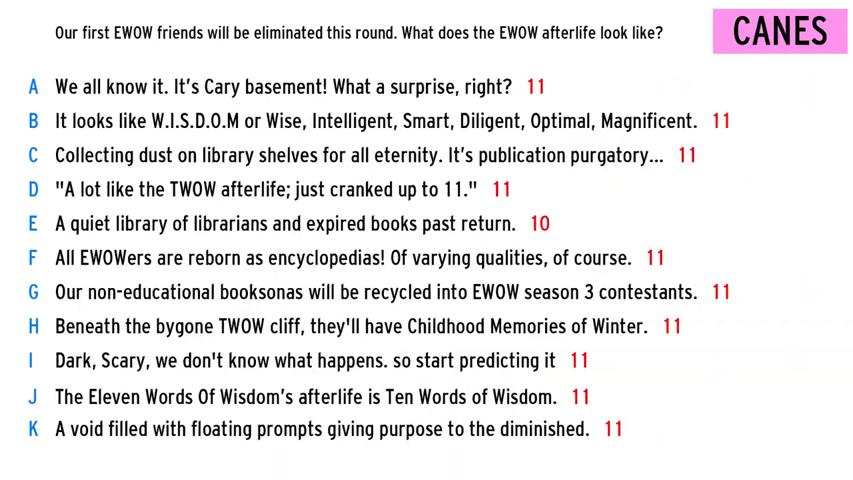 Our first EWOW friends will be eliminated this round. What does the EWOW afterlife look like?
CANES
A We all know it. It's Cary basement! What a surprise, right? 11
B It looks like W.I.S.D.O.M or Wise, Intelligent, Smart, Diligent, Optimal, Magnificent. 11
C Collecting dust on library shelves for all eternity. It's publication purgatory... 11
D "A lot like the TWOW afterlife; just cranked up to 11." 11
E A quiet library of librarians and expired books past return. 10
F All EWOWers are reborn as encyclopedias! Of varying qualities, of course. 11
G Our non-educational booksonas will be recycled into EWOW season 3 contestants. 11
H Beneath the bygone TWOW cliff, they'll have Childhood Memories of Winter. 11
I Dark, Scary, we don't know what happens. so start predicting it 11
J The Eleven Words Of Wisdom's afterlife is Ten Words of Wisdom. 11
K A void filled with floating prompts giving purpose to the diminished. 11